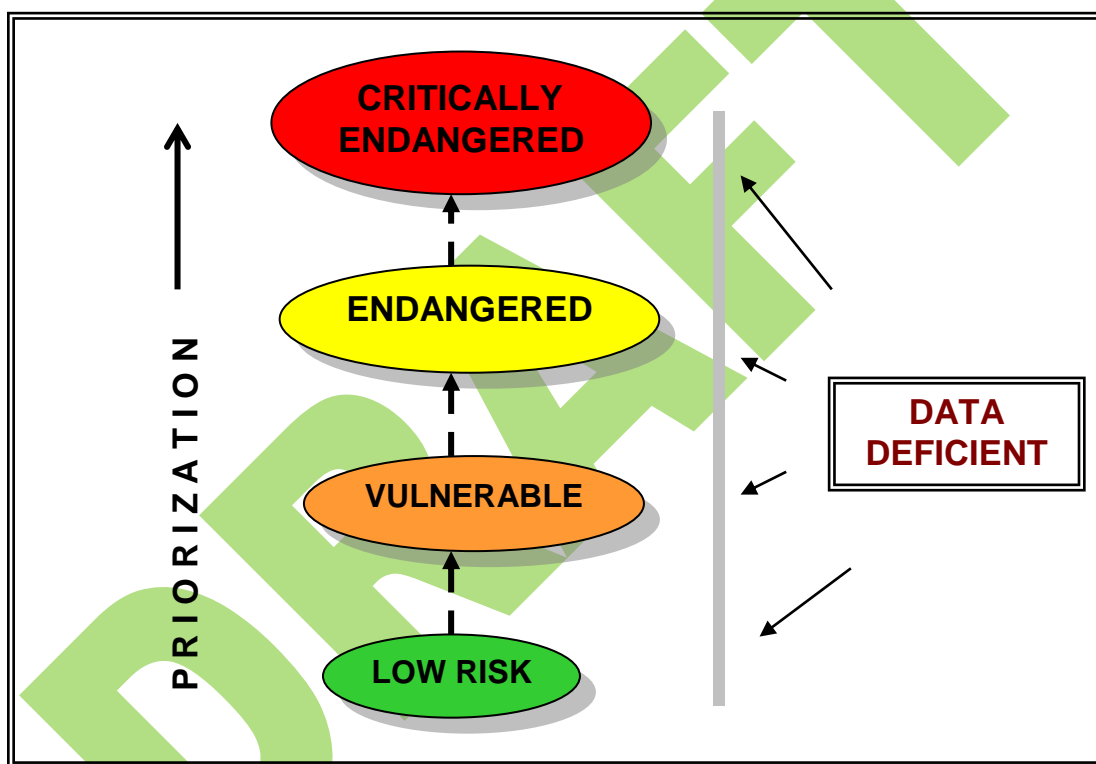 CRITICALLY
ENDANGERED
ENDANGERED
VULNERABLE
LOW RISK
PRIORIZATION
DATA
DEFICIENT
DRAFT